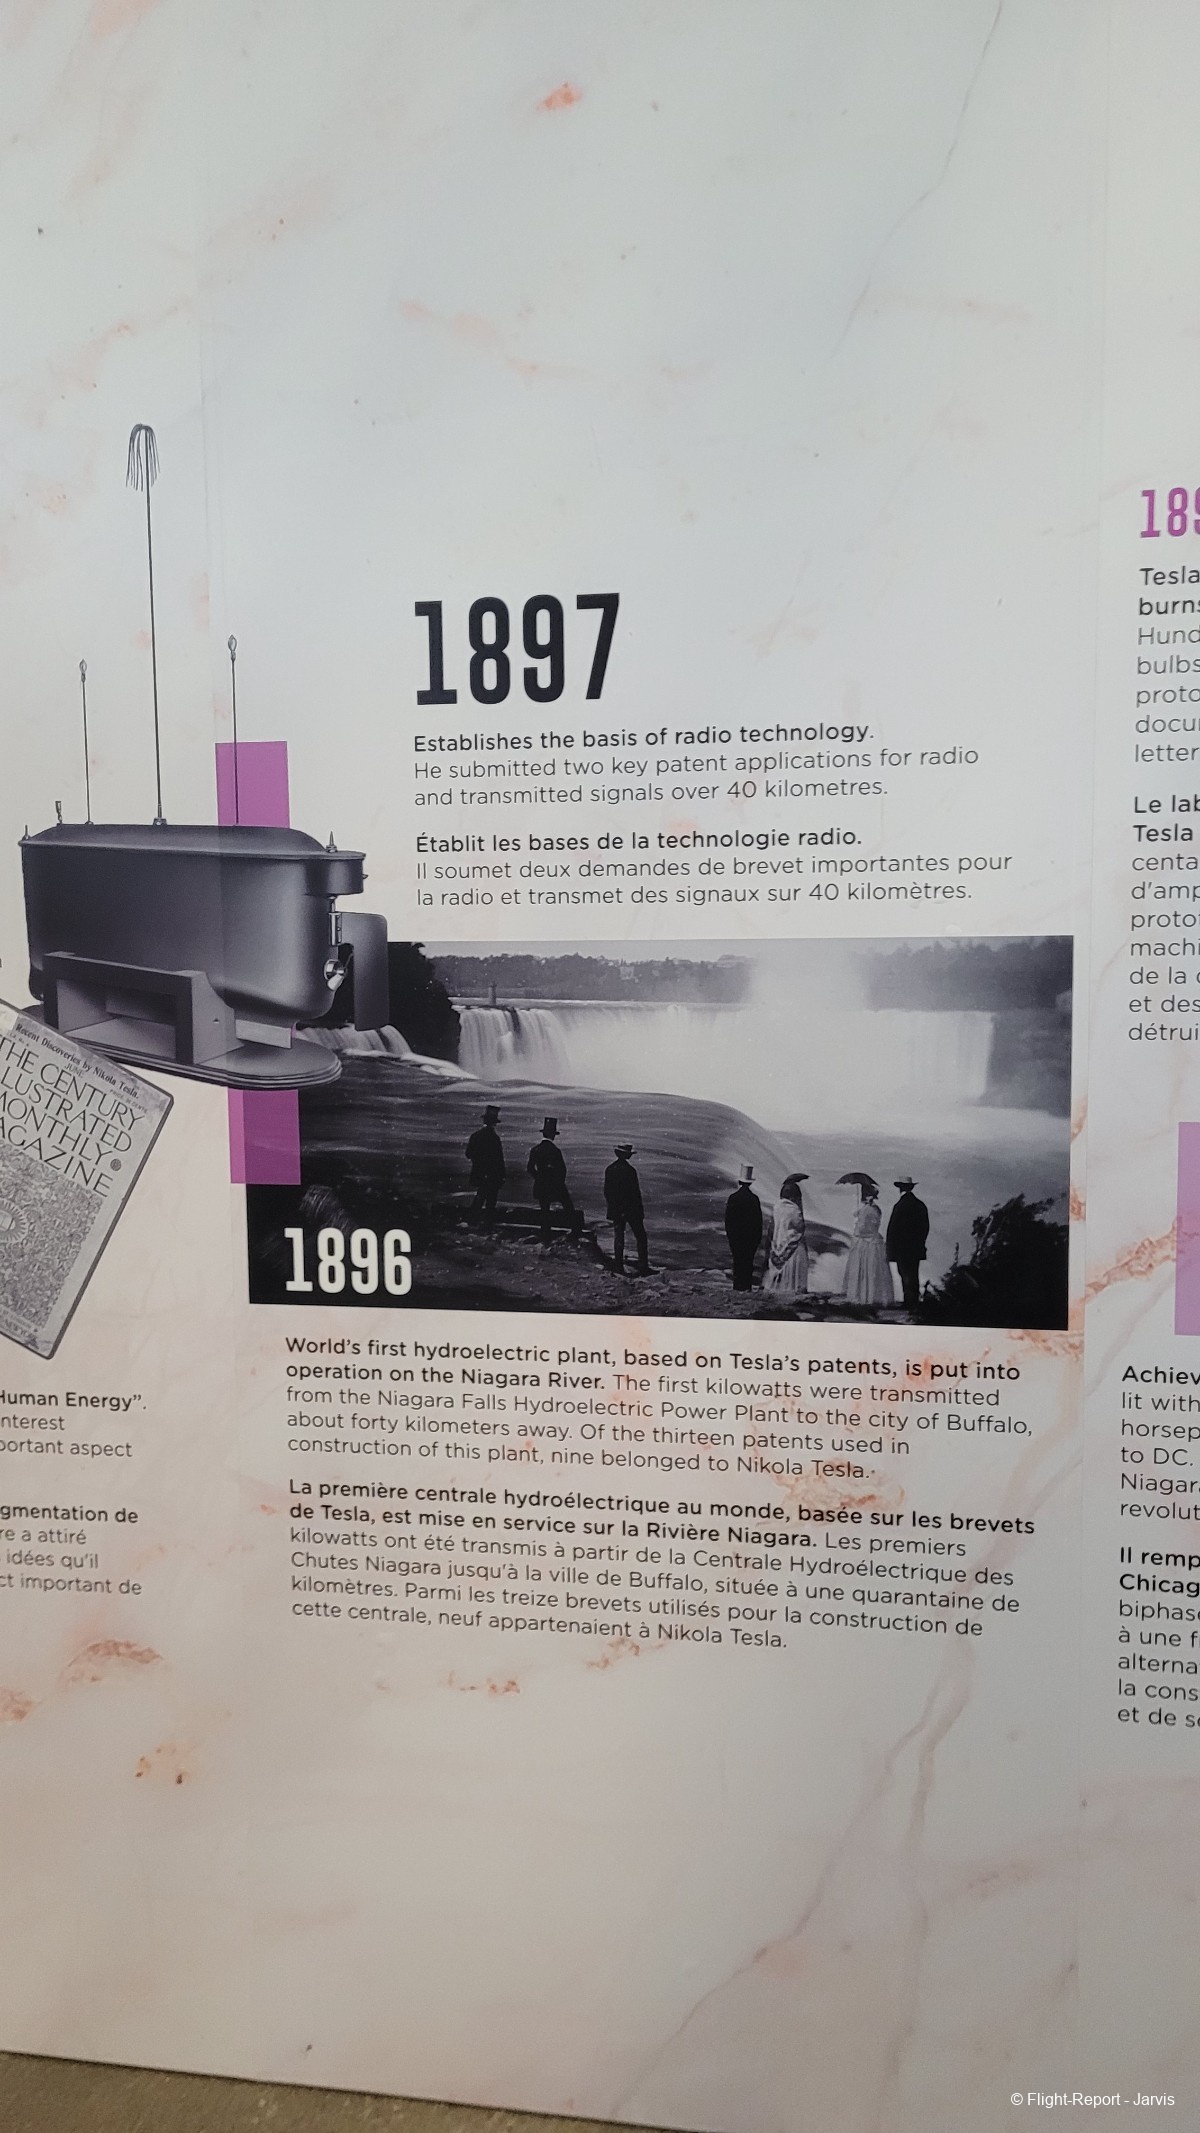 1897
Establishes the basis of radio technology.
He submitted two key patent applications for radio
and transmitted signals over 40 kilometres.
Établit les bases de la technologie radio.
Il soumet deux demandes de brevet importantes pour
la radio et transmet des signaux sur 40 kilomètres.
Recent Discoveries by Nikola Tesla.
JUNE
THE CENTURY
LUSTRATED
MONTHLY
AGAZINE
1896
World's first hydroelectric plant, based on Tesla's patents, is put into
operation on the Niagara River. The first kilowatts were transmitted
from the Niagara Falls Hydroelectric Power Plant to the city of Buffalo,
about forty kilometers away. Of the thirteen patents used in
construction of this plant, nine belonged to Nikola Tesla.
La première centrale hydroélectrique au monde, basée sur les brevets
de Tesla, est mise en service sur la Rivière Niagara. Les premiers
kilowatts ont été transmis à partir de la Centrale Hydroélectrique des
Chutes Niagara jusqu'à la ville de Buffalo, située à une quarantaine de
kilomètres. Parmi les treize brevets utilisés pour la construction de
cette centrale, neuf appartenaient à Nikola Tesla.
Human Energy".
nterest
portant aspect
gmentation de
re a attiré
idées qu'il
ct important de
189
Tesla
burns
Hund
bulbs
proto
docu
letter
Le lab
Tesla
centa
d'amp
proto
machi
de la
et des
détrui
Achiev
lit with
horsep
to DC.
Niagar
revolut
Il remp
Chicag
biphas
à une f
alterna
la cons
et de s
© Flight-Report - Jarvis